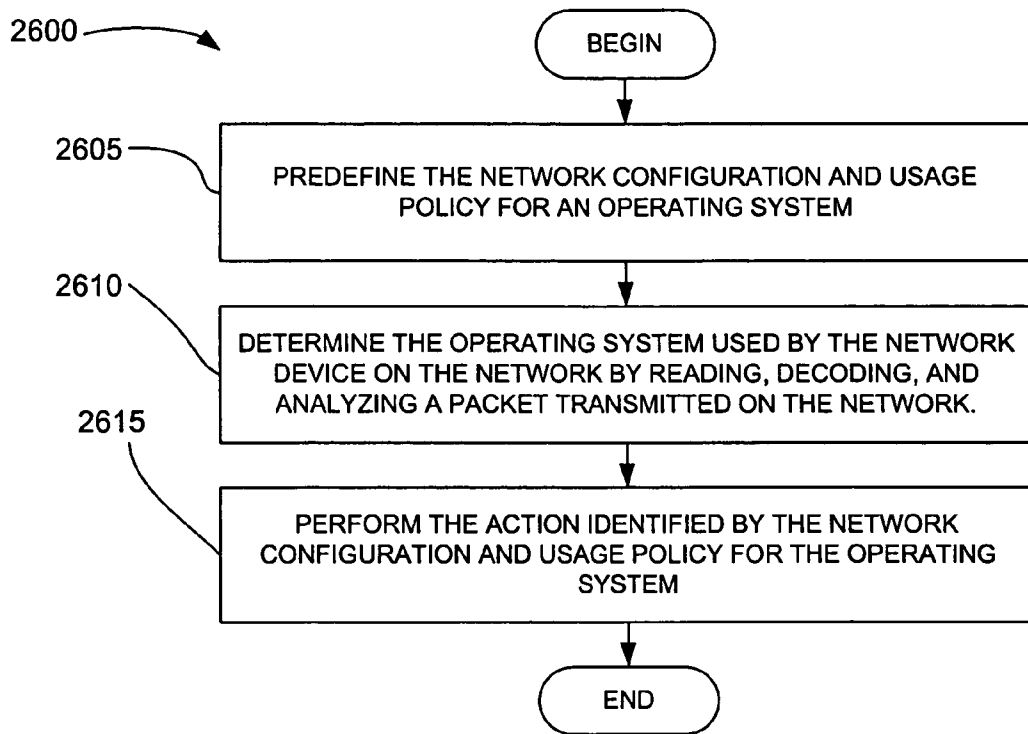 2600
BEGIN
2605
PREDEFINE THE NETWORK CONFIGURATION AND USAGE
POLICY FOR AN OPERATING SYSTEM
2610
DETERMINE THE OPERATING SYSTEM USED BY THE NETWORK
DEVICE ON THE NETWORK BY READING, DECODING, AND
ANALYZING A PACKET TRANSMITTED ON THE NETWORK.
2615
PERFORM THE ACTION IDENTIFIED BY THE NETWORK
CONFIGURATION AND USAGE POLICY FOR THE OPERATING
SYSTEM
END